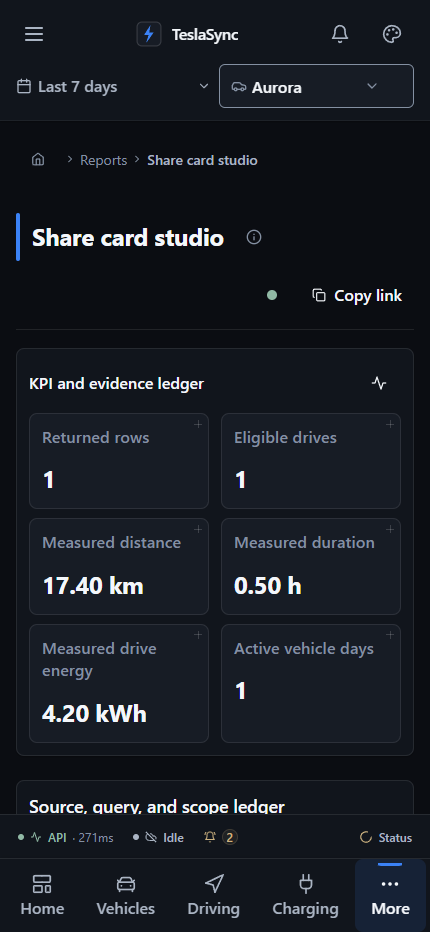 TeslaSync
Last 7 days
Aurora
Reports
Share card studio
Share card studio
Copy link
KPI and evidence ledger
Returned rows
1
Eligible drives
1
Measured distance
17.40 km
Measured duration
0.50 h
Measured drive
energy
4.20 kWh
Active vehicle days
1
Source, query, and scope ledger
API · 271ms
Idle
2
Status
Home
Vehicles
Driving
Charging
More